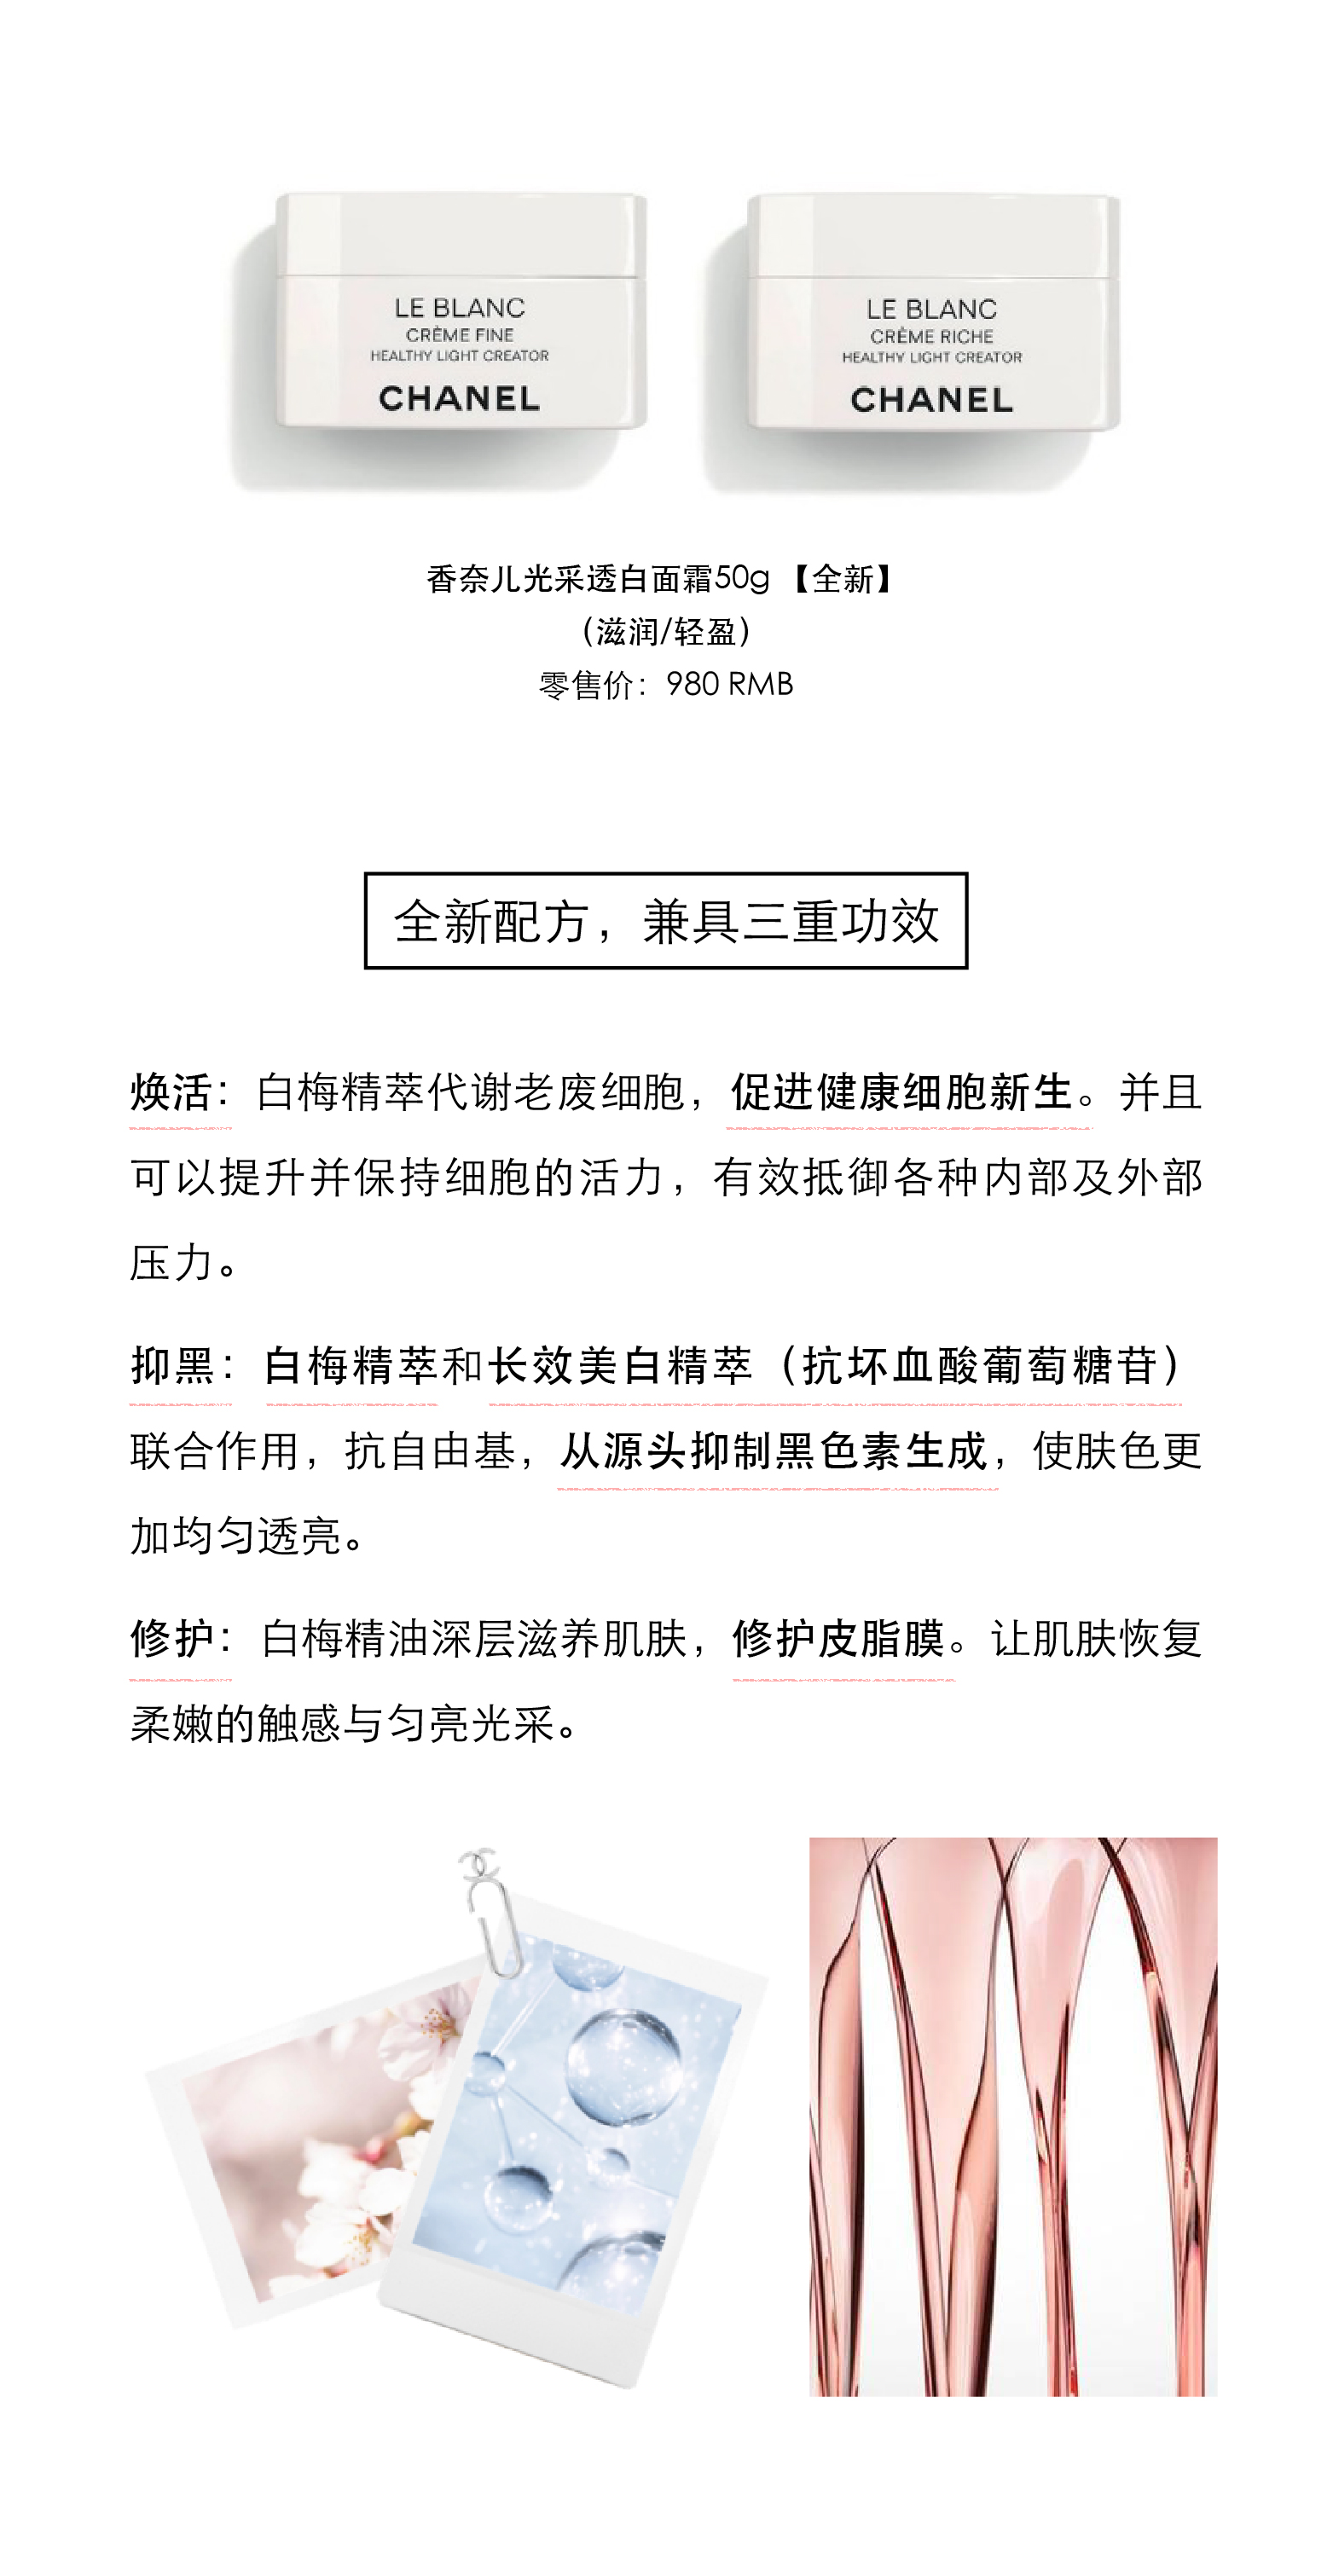 LE BLANC
CRÈME FINE
HEALTHY LIGHT CREATOR
CHANEL
LE BLANC
CRÈME RICHE
HEALTHY LIGHT CREATOR
CHANEL
香奈儿光采透白面霜50g 【全新】
（滋润/轻盈）
零售价：980 RMB
全新配方，兼具三重功效
焕活：白梅精萃代谢老废细胞，促进健康细胞新生。并且
可以提升并保持细胞的活力，有效抵御各种内部及外部
压力。
抑黑：白梅精萃和长效美白精萃（抗坏血酸葡萄糖苷）
联合作用，抗自由基，从源头抑制黑色素生成，使肤色更
加均匀透亮。
修护：白梅精油深层滋养肌肤，修护皮脂膜。让肌肤恢复
柔嫩的触感与匀亮光采。